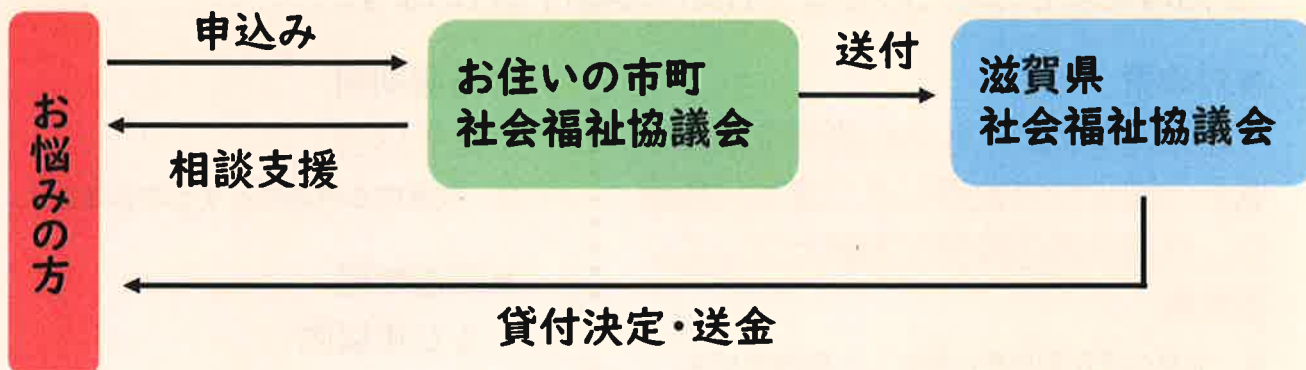 お悩みの方
申込み
相談支援
お住いの市町
社会福祉協議会
送付
滋賀県
社会福祉協議会
貸付決定・送金